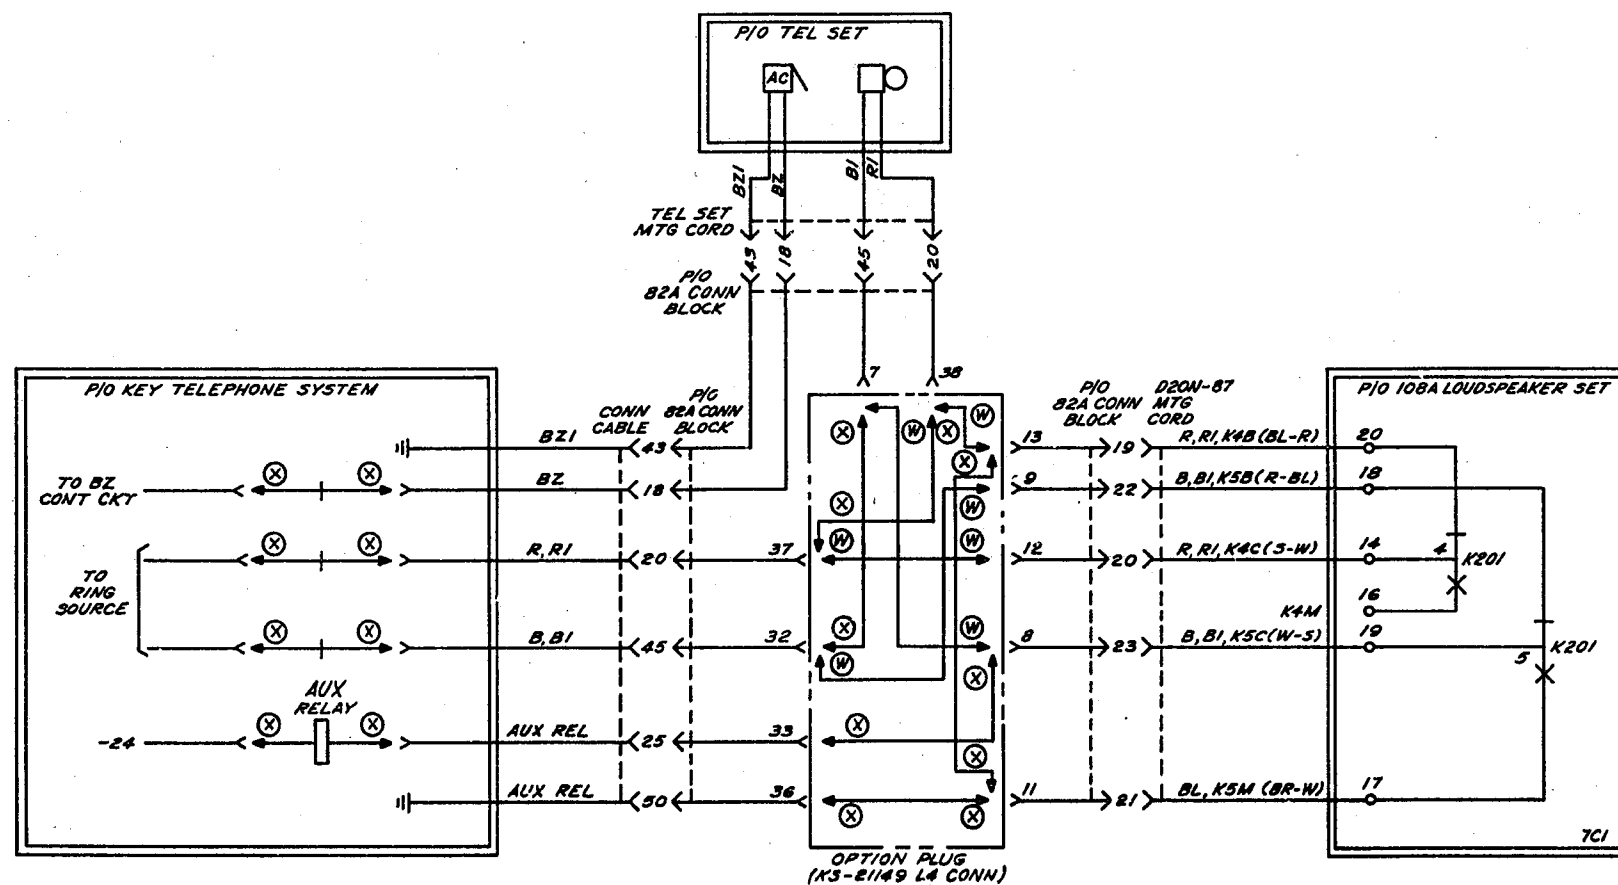 P/O TEL SET
AC
BZ1
BZ
B1
R1
TEL SET
MTG CORD
43
18
45
20
P/O
82A CONN
BLOCK
7
38
P/O KEY TELEPHONE SYSTEM
CONN
CABLE
P/O
82A CONN
BLOCK
P/O
82A CONN
BLOCK
D20N-87
MTG
CORD
P/O 108A LOUDSPEAKER SET
BZ1
43
X
W
X
W
13
19
R, R1, K4B (BL-R)
20
TO BZ
CONT CKT
X
X
BZ
18
X
X
W
9
22
B, B1, K5B (R-BL)
18
TO
RING
SOURCE
X
X
R, R1
20
37
W
W
12
20
R, R1, K4C (S-W)
14
4
K201
K4M
16
X
X
B, B1
45
32
X
W
W
X
8
23
B, B1, K5C (W-S)
19
5
K201
AUX
RELAY
-24
X
X
AUX REL
25
33
X
X
AUX REL
50
36
X
X
11
21
BL, K5M (BR-W)
17
7C1
OPTION PLUG
(KS-21149 L4 CONN)